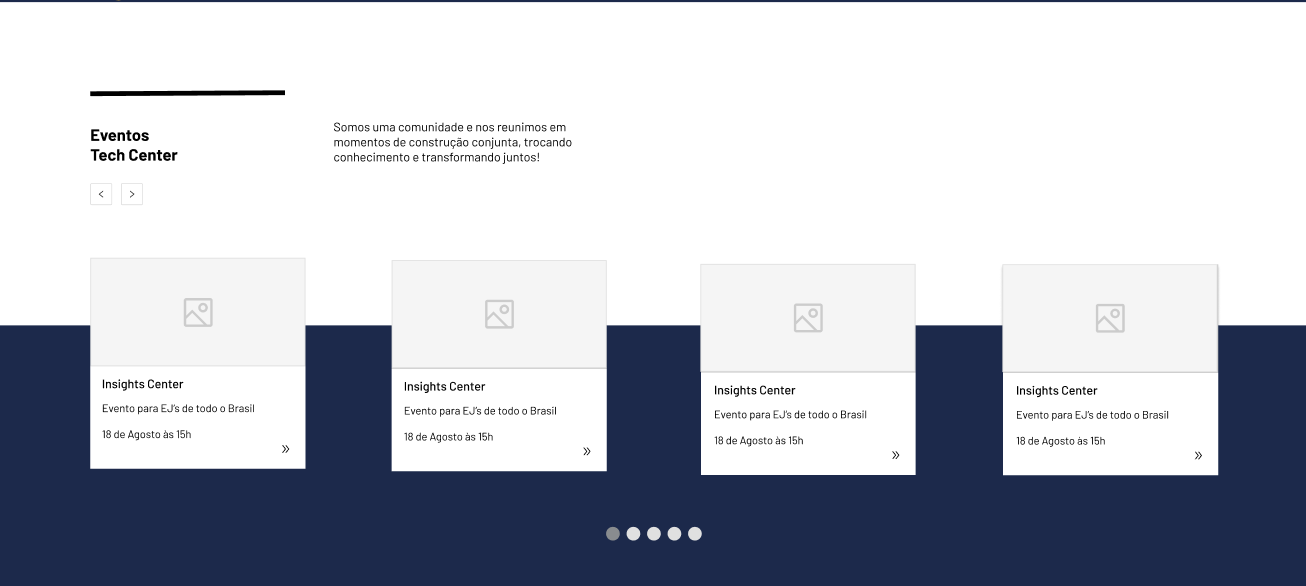 Eventos
Tech Center
Somos uma comunidade e nos reunimos em
momentos de construção conjunta, trocando
conhecimento e transformando juntos!
< >
Insights Center
Evento para EJ's de todo o Brasil
18 de Agosto às 15h
»
Insights Center
Evento para EJ's de todo o Brasil
18 de Agosto às 15h
»
Insights Center
Evento para EJ's de todo o Brasil
18 de Agosto às 15h
»
Insights Center
Evento para EJ's de todo o Brasil
18 de Agosto às 15h
»